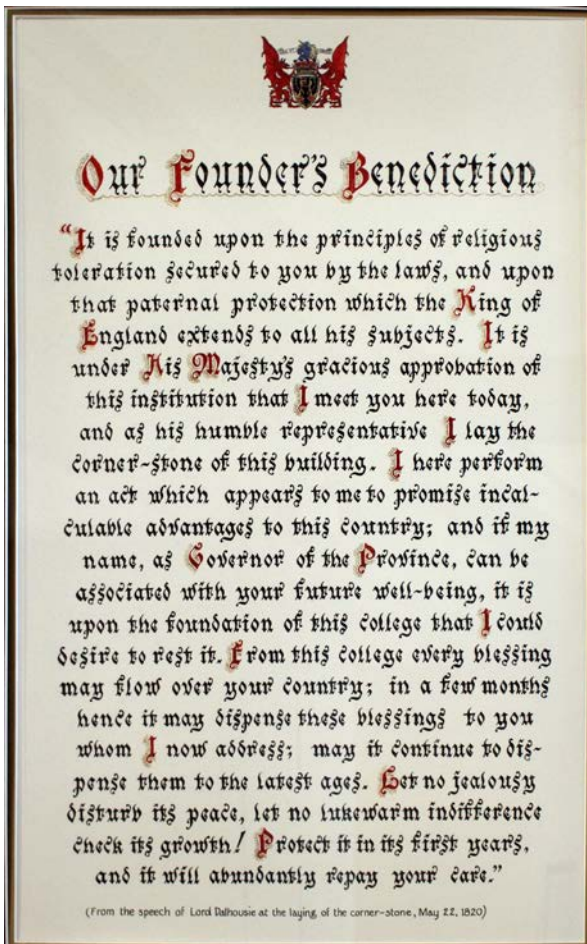 Our Founder's Benediction
"It is founded upon the principles of religious
toleration secured to you by the laws, and upon
that paternal protection which the King of
England extends to all his subjects. It is
under His Majesty's gracious approbation of
this institution that I meet you here today,
and as his humble representative I lay the
corner-stone of this building. I here perform
an act which appears to me to promise incal-
culable advantages to this country; and if my
name, as Governor of the Province, can be
associated with your future well-being, it is
upon the foundation of this college that I could
desire to rest it. From this college every blessing
may flow over your country; in a few months
hence it may dispense these blessings to you
whom I now address; may it continue to dis-
pense them to the latest ages. Let no jealousy
disturb its peace, let no lukewarm indifference
check its growth! Protect it in its first years,
and it will abundantly repay your care."
(From the speech of Lord Dalhousie at the laying of the corner-stone, May 22, 1820)